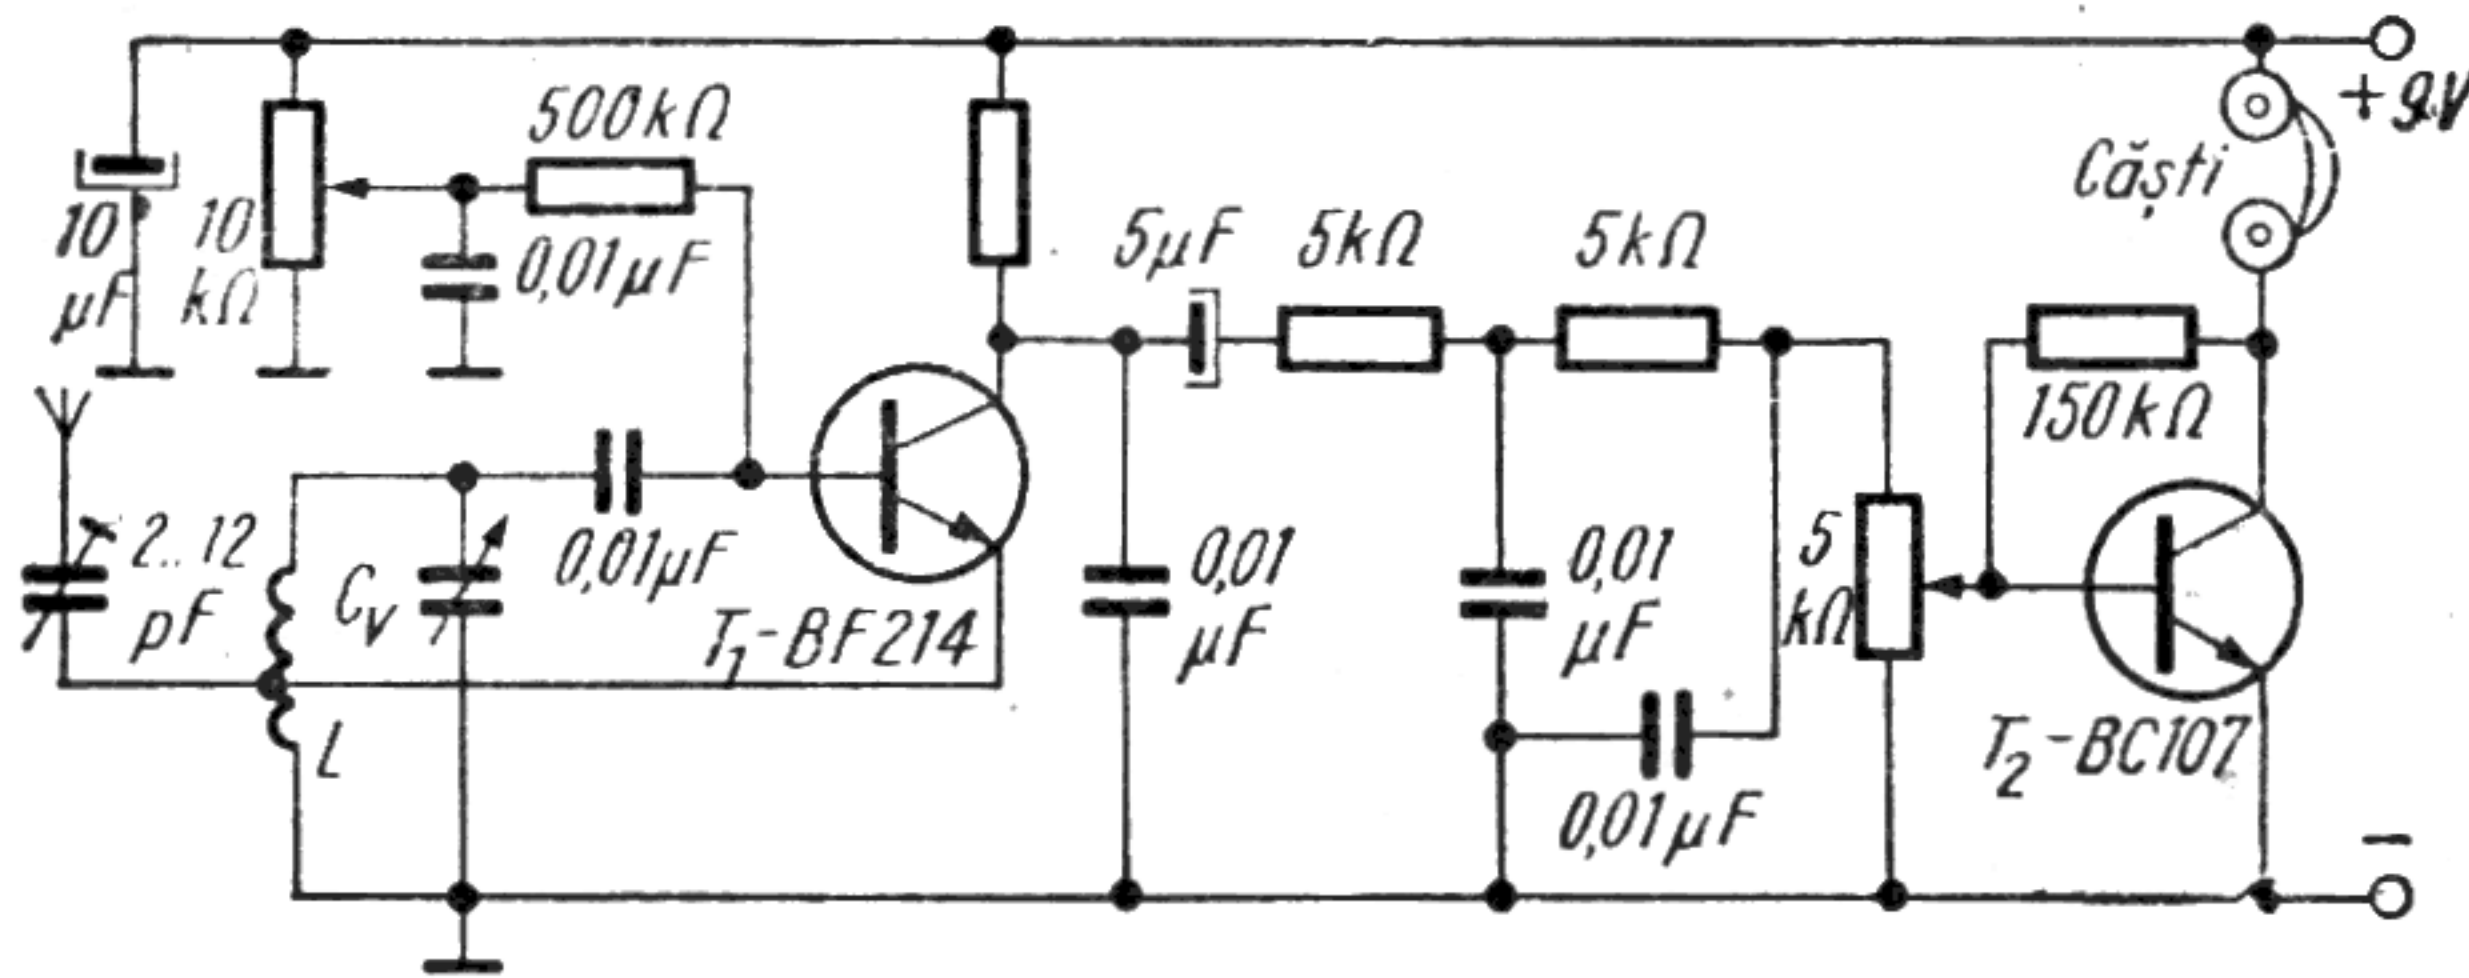 +9V
500kΩ
10
µF
10
kΩ
0,01µF
5µF
5kΩ
5kΩ
Căști
150kΩ
2..12
pF
Cv
0,01µF
T1-BF214
0,01
µF
0,01
µF
5
kΩ
L
0,01µF
T2-BC107
−